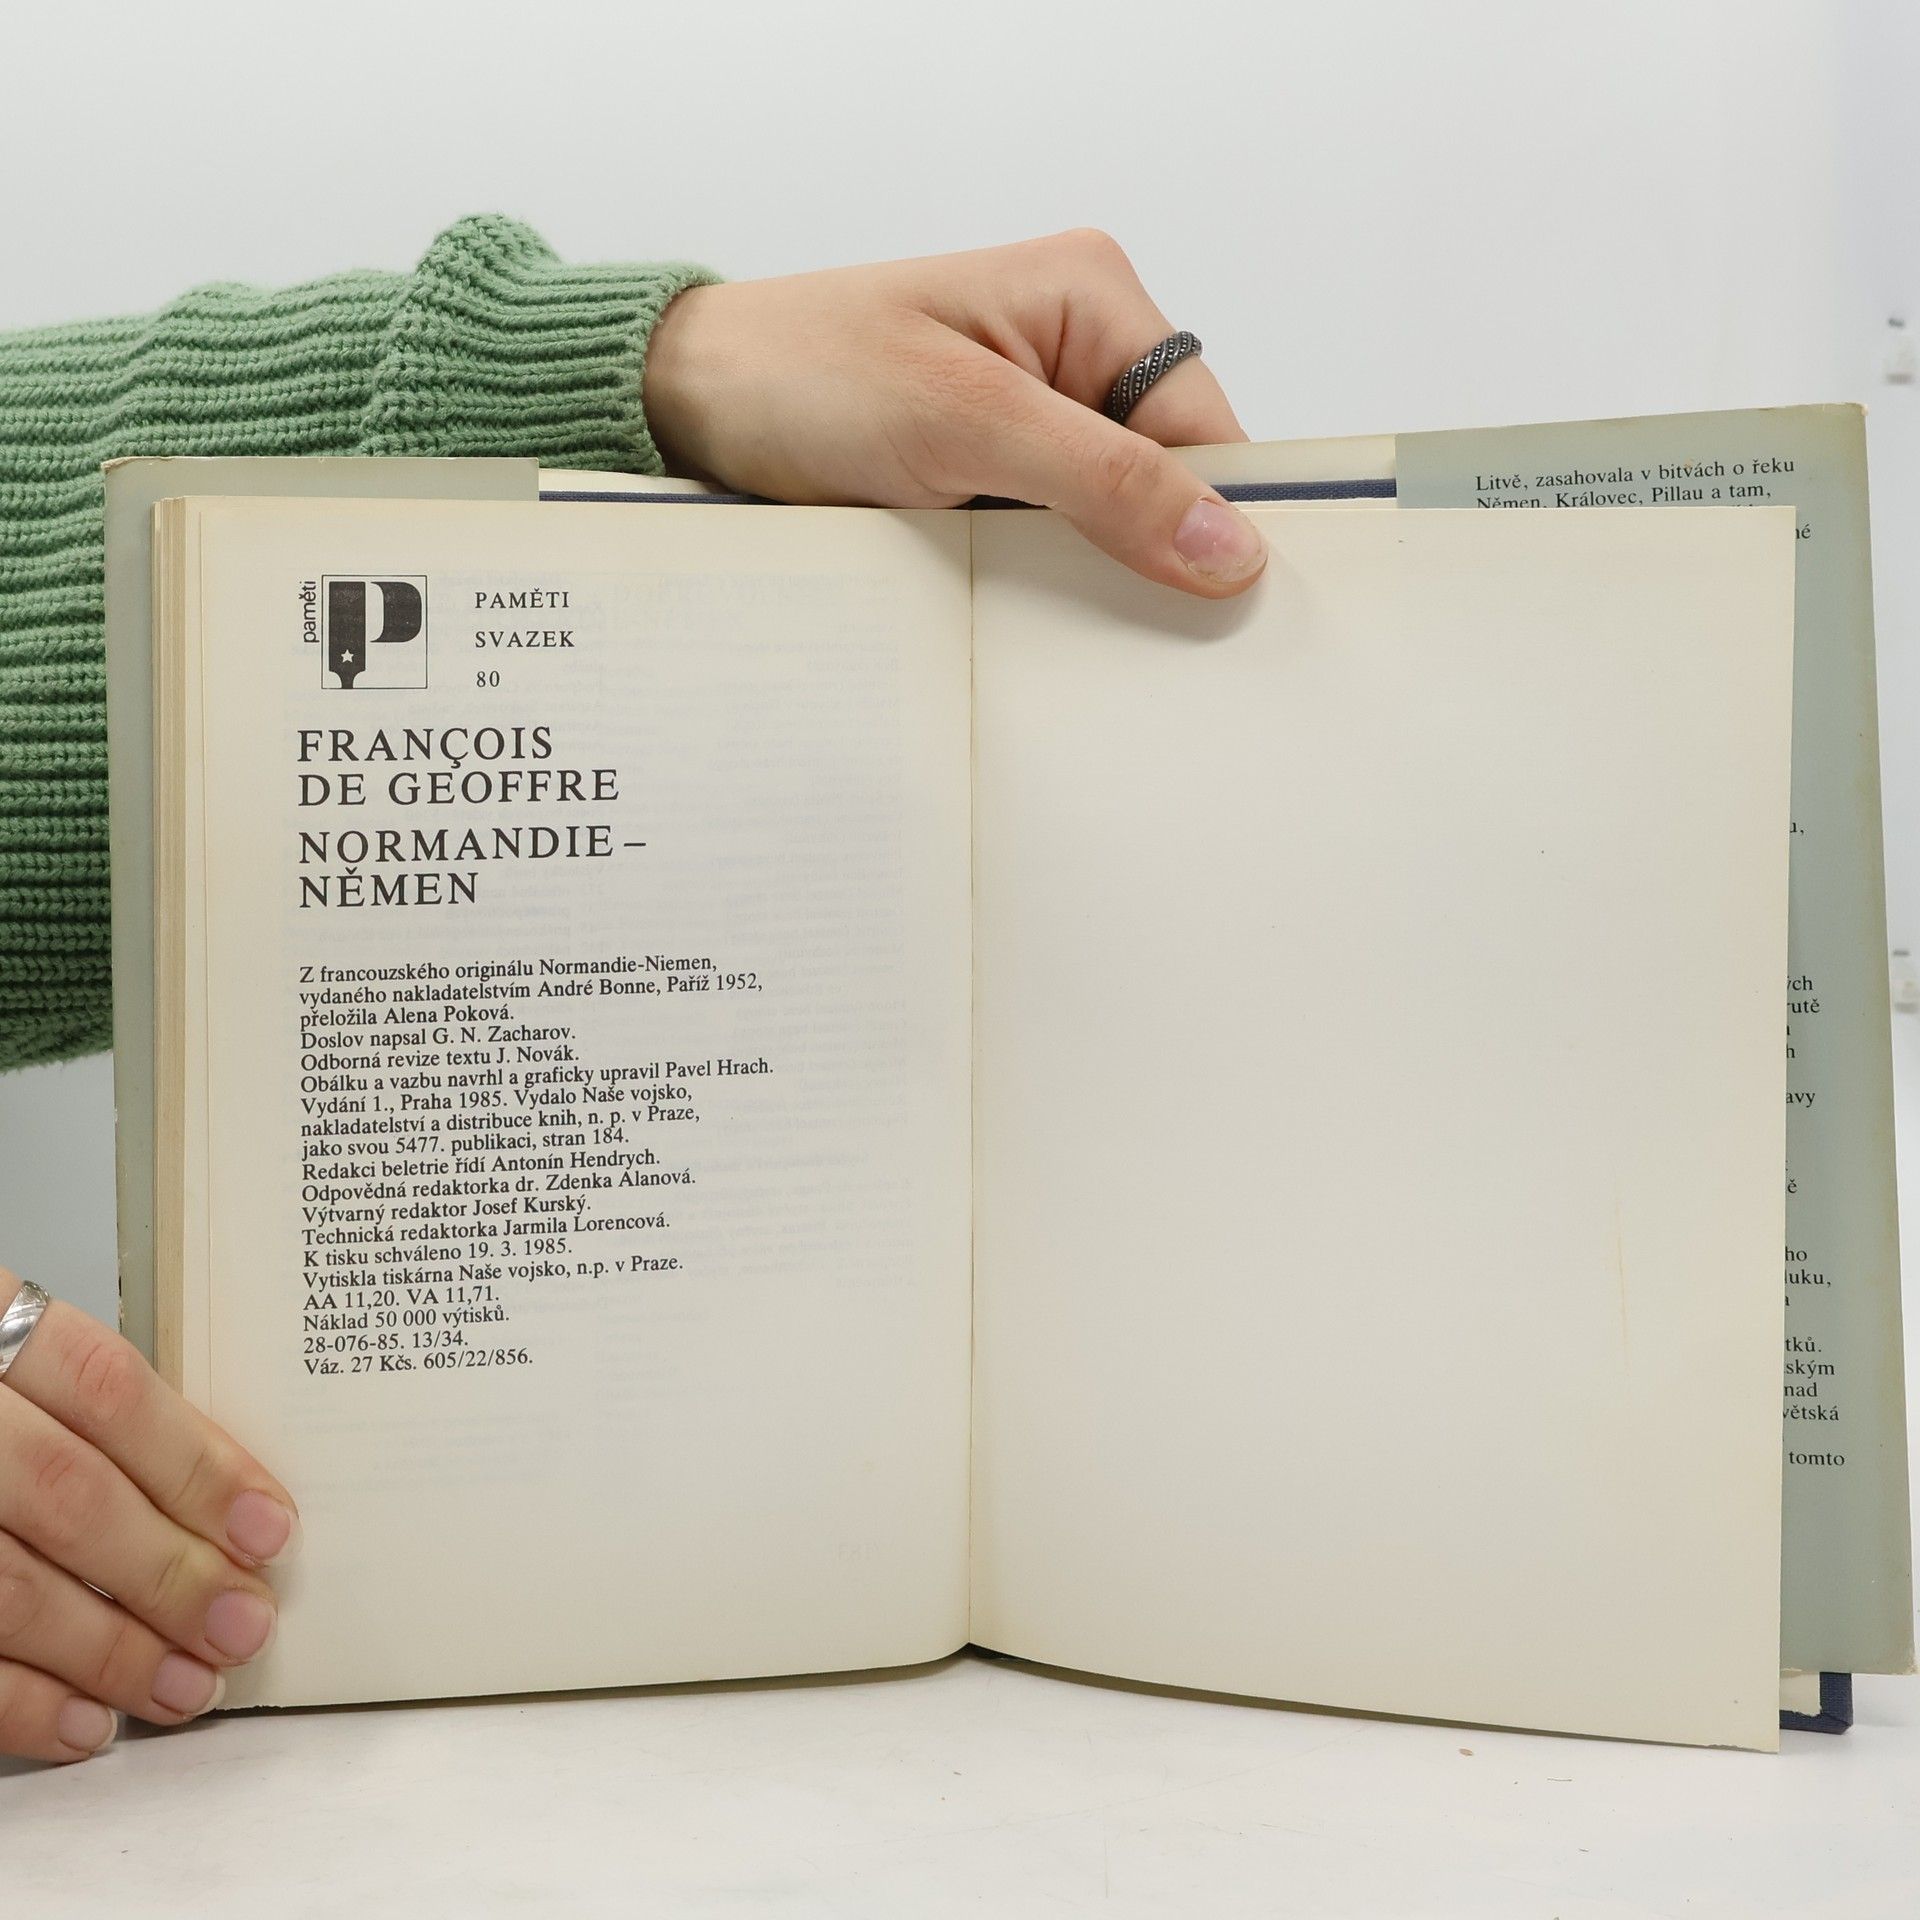 paměti
PAMĚTI
SVAZEK
80
FRANÇOIS
DE GEOFFRE
NORMANDIE –
NĚMEN
Z francouzského originálu Normandie-Niemen,
vydaného nakladatelstvím André Bonne, Paříž 1952,
přeložila Alena Poková.
Doslov napsal G. N. Zacharov.
Odborná revize textu J. Novák.
Obálku a vazbu navrhl a graficky upravil Pavel Hrach.
Vydání 1., Praha 1985. Vydalo Naše vojsko,
nakladatelství a distribuce knih, n. p. v Praze,
jako svou 5477. publikaci, stran 184.
Redakci beletrie řídí Antonín Hendrych.
Odpovědná redaktorka dr. Zdenka Alanová.
Výtvarný redaktor Josef Kurský.
Technická redaktorka Jarmila Lorencová.
K tisku schváleno 19. 3. 1985.
Vytiskla tiskárna Naše vojsko, n.p. v Praze.
AA 11,20. VA 11,71.
Náklad 50 000 výtisků.
28-076-85. 13/34.
Váz. 27 Kčs. 605/22/856.
Litvě, zasahovala v bitvách o řeku
Němen, Královec, Pillau a tam,
nad
tomto